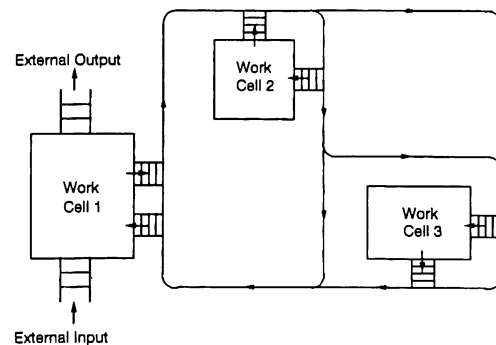 External Output
Work
Cell 2
Work
Cell 1
Work
Cell 3
External Input